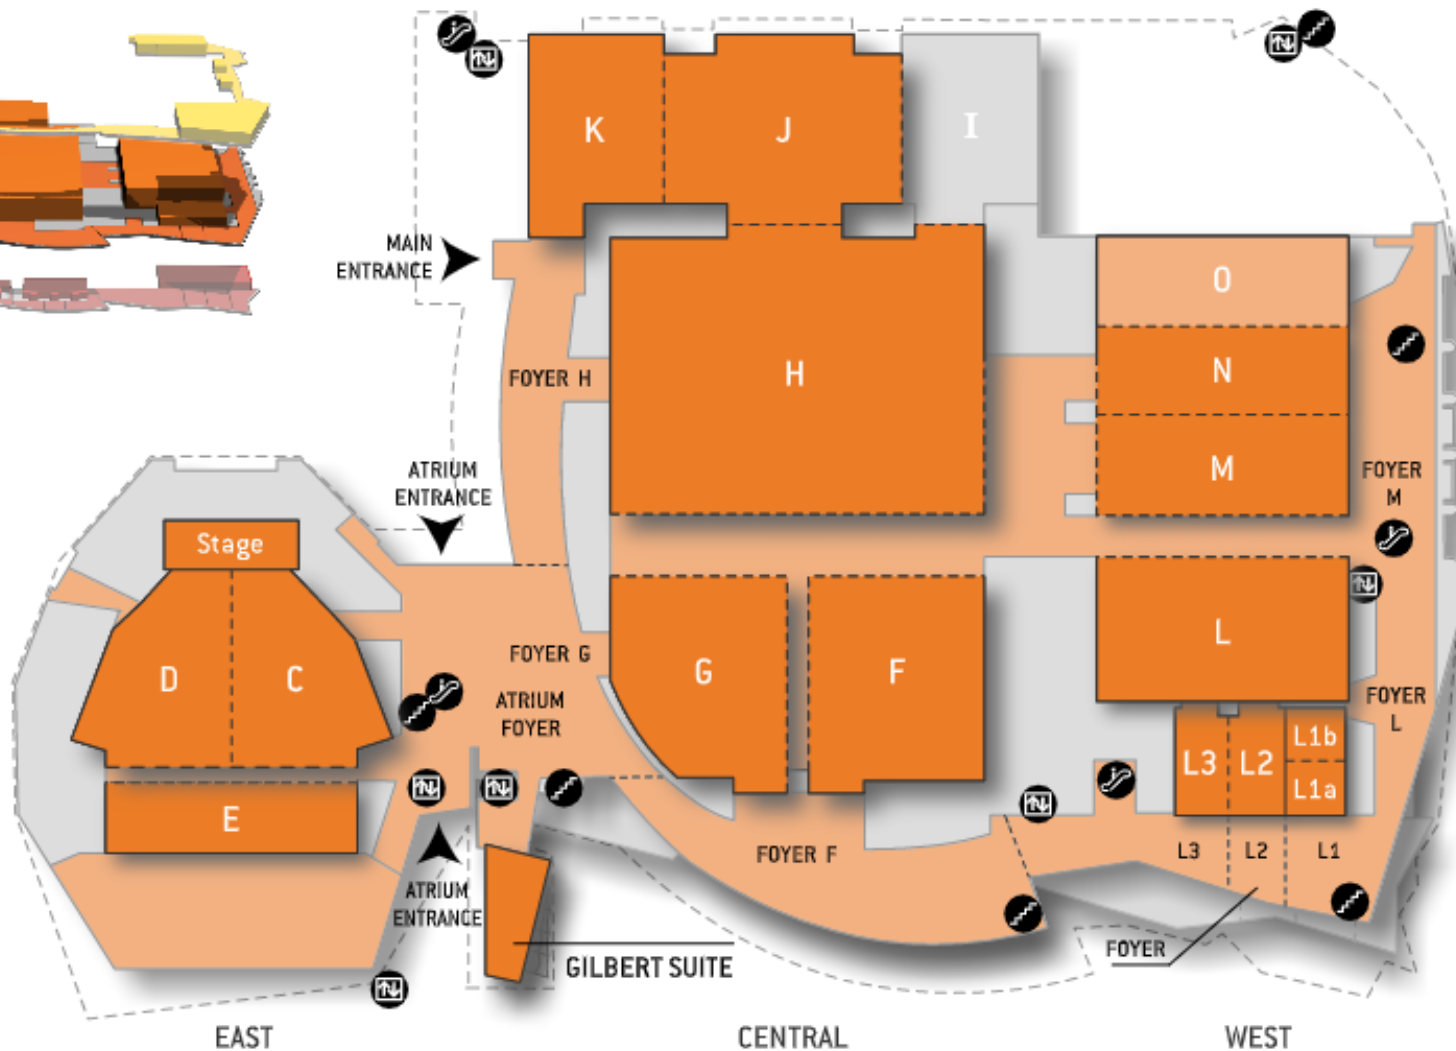 K
J
I
MAIN
ENTRANCE
O
FOYER H
H
N
ATRIUM
ENTRANCE
M
FOYER
M
Stage
D
C
FOYER G
ATRIUM
FOYER
G
F
L
FOYER
L
L3
L2
L1b
L1a
E
FOYER F
L3
L2
L1
ATRIUM
ENTRANCE
GILBERT SUITE
FOYER
EAST
CENTRAL
WEST